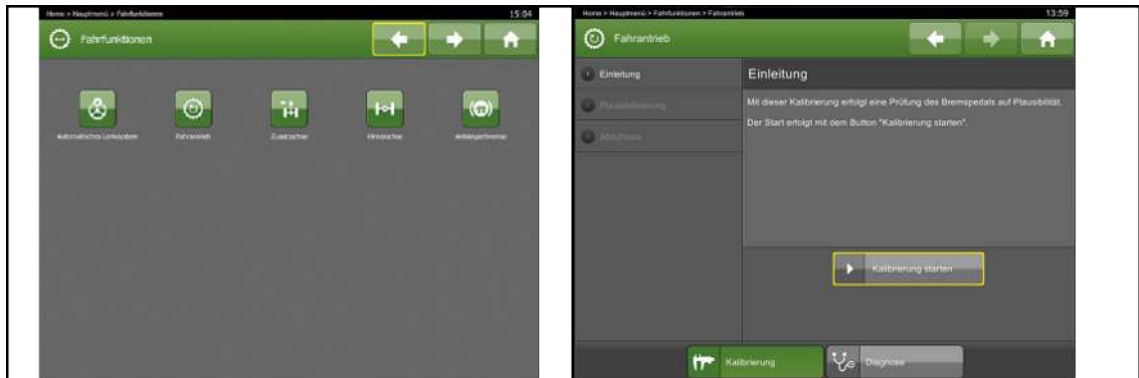 Home > Hauptmenü > Fahrfunktionen
15:04
Fahrfunktionen
Automatisches Lenksystem
Fahrantrieb
Zusatzachse
Hinterachse
Anhängerbremse
Home > Hauptmenü > Fahrfunktionen > Fahrantrieb
13:59
Fahrantrieb
Einleitung
Plausibilisierung
Abschluss
Einleitung
Mit dieser Kalibrierung erfolgt eine Prüfung des Bremspedals auf Plausibilität.
Der Start erfolgt mit dem Button "Kalibrierung starten".
Kalibrierung starten
Kalibrierung
Diagnose